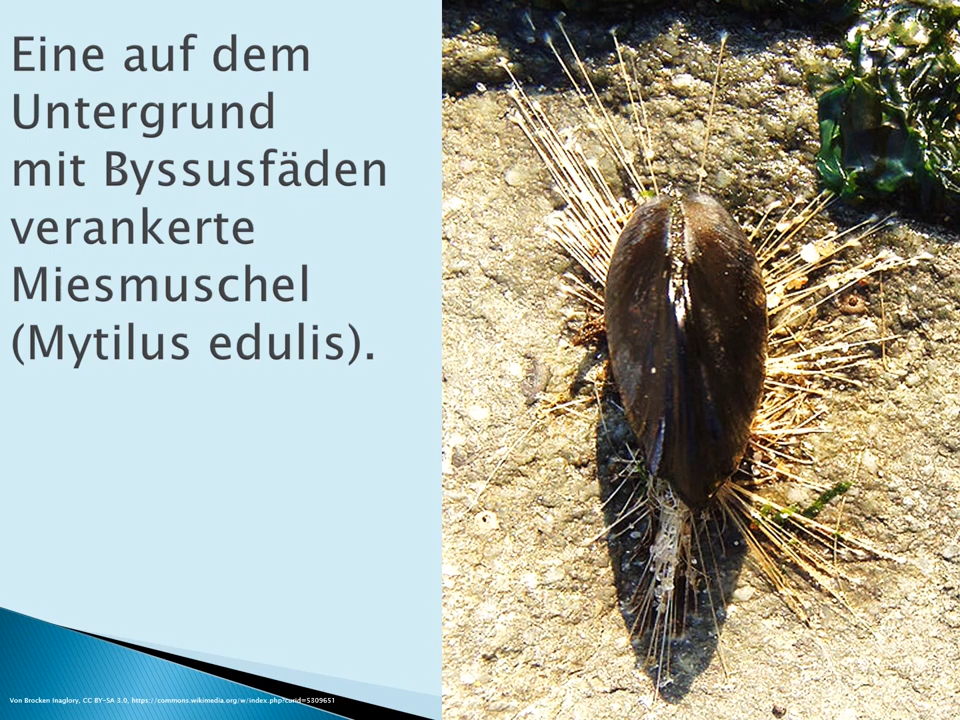 Eine auf dem
Untergrund
mit Byssusfäden
verankerte
Miesmuschel
(Mytilus edulis).
Von Brocken Inaglory, CC BY-SA 3.0, https://commons.wikimedia.org/w/index.php?curid=5309651